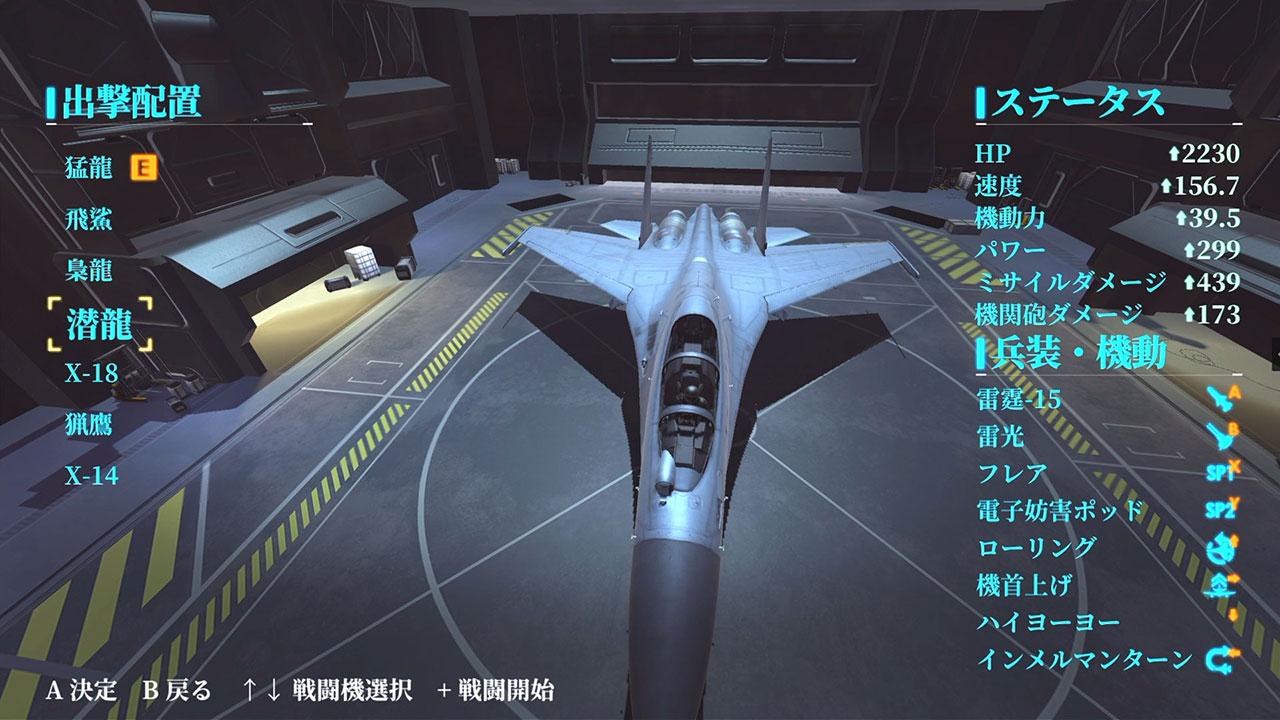 出撃配置
猛龍 E
飛鯊
梟龍
潜龍
X-18
猟鷹
X-14
ステータス
HP ⬆2230
速度 ⬆156.7
機動力 ⬆39.5
パワー ⬆299
ミサイルダメージ ⬆439
機関砲ダメージ ⬆173
兵装・機動
雷霆-15 A
雷光 B
フレア SP1 X
電子妨害ポッド SP2 Y
ローリング
機首上げ
ハイヨーヨー
インメルマンターン
A 決定 B 戻る ↑↓ 戦闘機選択 + 戦闘開始